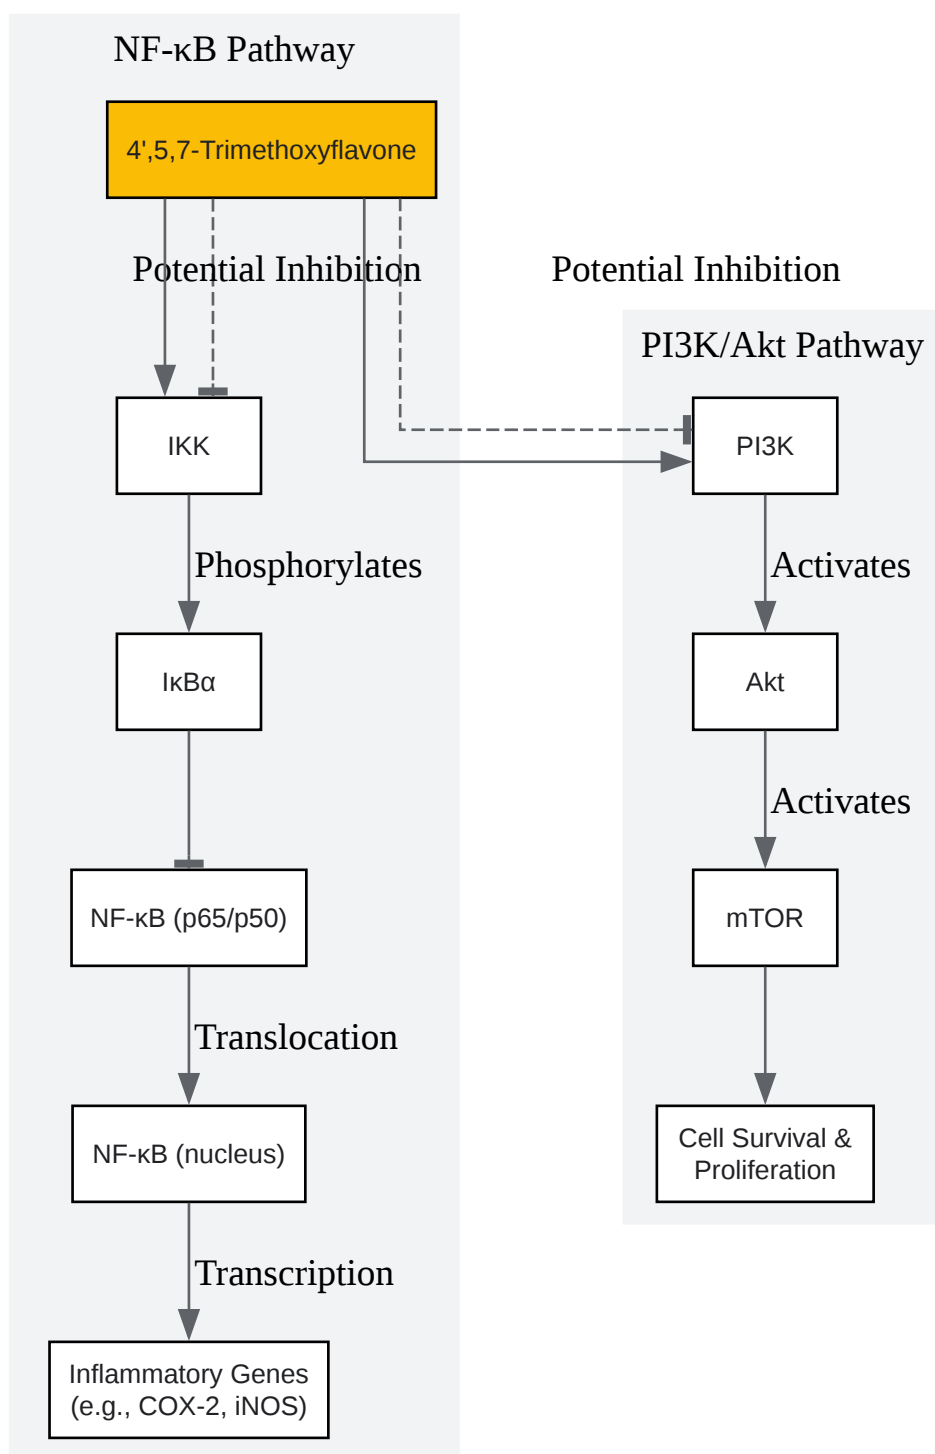 NF-κB Pathway
4',5,7-Trimethoxyflavone
Potential Inhibition
Potential Inhibition
PI3K/Akt Pathway
IKK
PI3K
Phosphorylates
Activates
IκBα
Akt
Activates
NF-κB (p65/p50)
mTOR
Translocation
NF-κB (nucleus)
Cell Survival &
Proliferation
Transcription
Inflammatory Genes
(e.g., COX-2, iNOS)